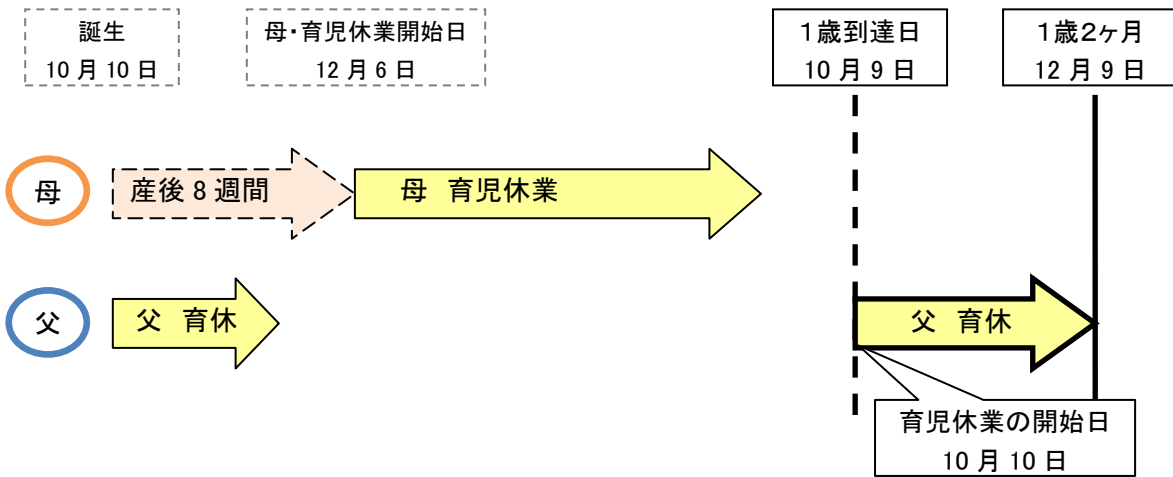 誕生
10月10日
母・育児休業開始日
12月6日
1歳到達日
10月9日
1歳2ヶ月
12月9日
母
産後8週間
母　育児休業
父
父　育休
父　育休
育児休業の開始日
10月10日